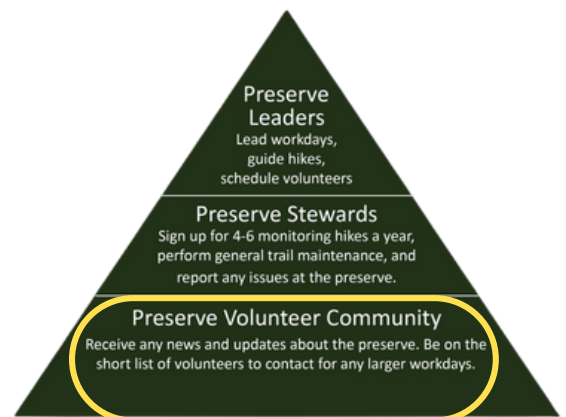 Preserve
Leaders
Lead workdays,
guide hikes,
schedule volunteers
Preserve Stewards
Sign up for 4-6 monitoring hikes a year,
perform general trail maintenance, and
report any issues at the preserve.
Preserve Volunteer Community
Receive any news and updates about the preserve. Be on the
short list of volunteers to contact for any larger workdays.